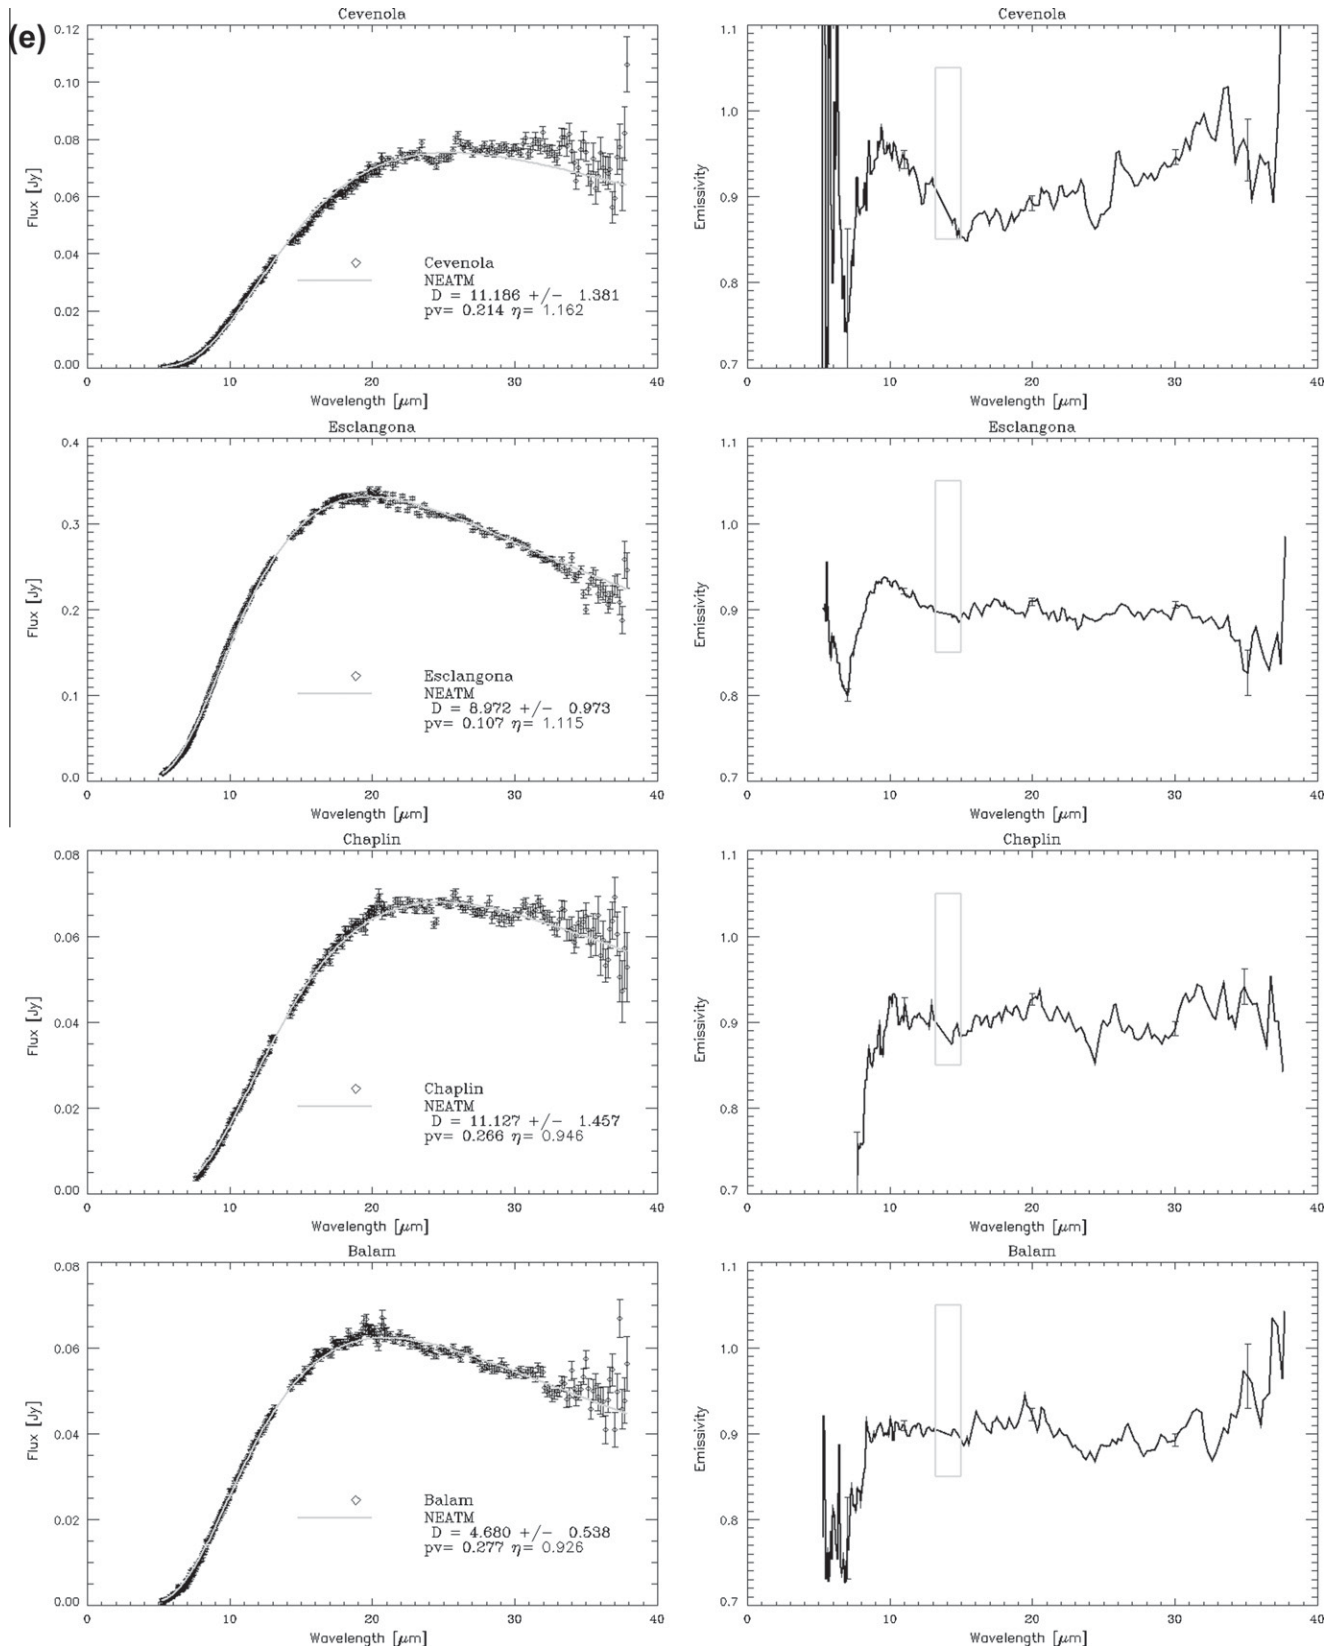 (e)
Cevenola
0.12
0.10
0.08
0.06
0.04
0.02
0.00
Flux [Jy]
Cevenola
NEATM
D = 11.186 +/- 1.381
pv= 0.214 η= 1.162
0 10 20 30 40
Wavelength [μm]
Cevenola
1.1
1.0
0.9
0.8
0.7
Emissivity
0 10 20 30 40
Wavelength [μm]
Esclangona
0.4
0.3
0.2
0.1
0.0
Flux [Jy]
Esclangona
NEATM
D = 8.972 +/- 0.973
pv= 0.107 η= 1.115
0 10 20 30 40
Wavelength [μm]
Esclangona
1.1
1.0
0.9
0.8
0.7
Emissivity
0 10 20 30 40
Wavelength [μm]
Chaplin
0.08
0.06
0.04
0.02
0.00
Flux [Jy]
Chaplin
NEATM
D = 11.127 +/- 1.457
pv= 0.266 η= 0.946
0 10 20 30 40
Wavelength [μm]
Chaplin
1.1
1.0
0.9
0.8
0.7
Emissivity
0 10 20 30 40
Wavelength [μm]
Balam
0.08
0.06
0.04
0.02
0.00
Flux [Jy]
Balam
NEATM
D = 4.680 +/- 0.538
pv= 0.277 η= 0.926
0 10 20 30 40
Wavelength [μm]
Balam
1.1
1.0
0.9
0.8
0.7
Emissivity
0 10 20 30 40
Wavelength [μm]